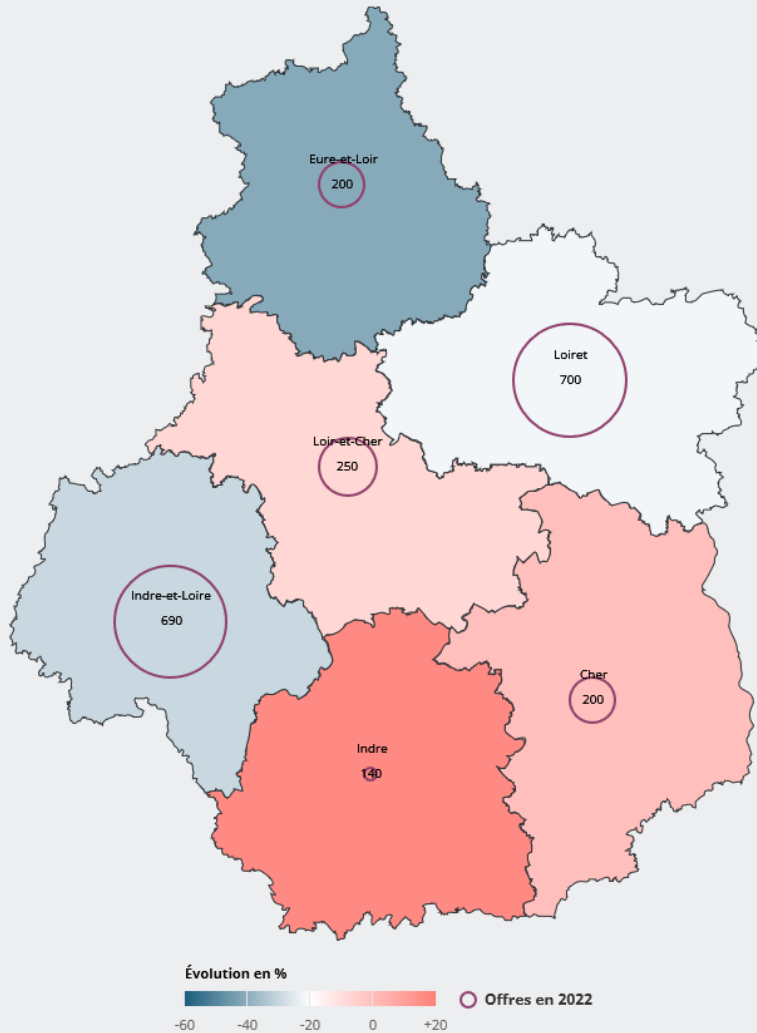 Eure-et-Loir
200
Loiret
700
Loir-et-Cher
250
Indre-et-Loire
690
Cher
200
Indre
140
Évolution en %
-60 -40 -20 0 +20
Offres en 2022